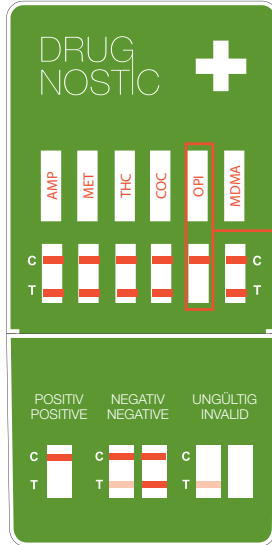 DRUG
NOSTIC
AMP MET THC COC OPI MDMA
C C
T T
POSITIV NEGATIV UNGÜLTIG
POSITIVE NEGATIVE INVALID
C C C
T T T